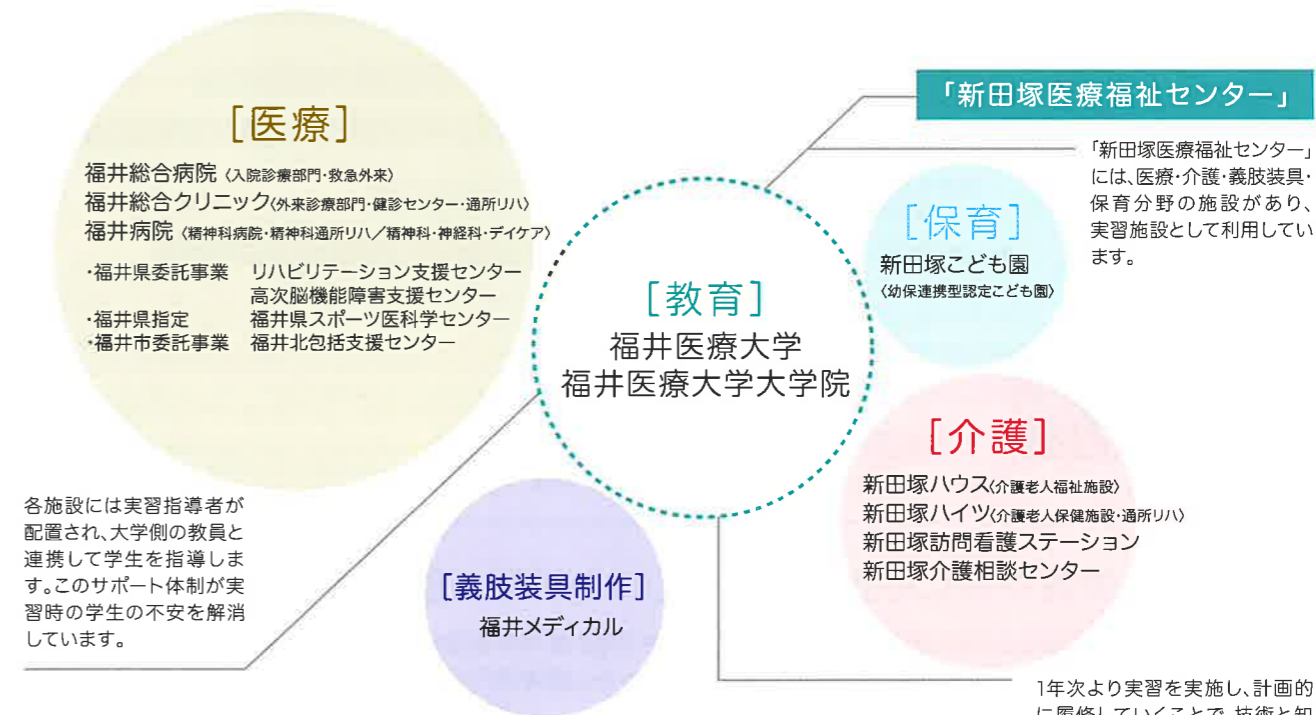 「新田塚医療福祉センター」
「新田塚医療福祉センター」
には、医療・介護・義肢装具・
保育分野の施設があり、
実習施設として利用してい
ます。
[医療]
福井総合病院〈入院診療部門・救急外来〉
福井総合クリニック〈外来診療部門・健診センター・通所リハ〉
福井病院〈精神科病院・精神科通所リハ／精神科・神経科・デイケア〉
・福井県委託事業 リハビリテーション支援センター
高次脳機能障害支援センター
・福井県指定 福井県スポーツ医科学センター
・福井市委託事業 福井北包括支援センター
[保育]
新田塚こども園
〈幼保連携型認定こども園〉
[教育]
福井医療大学
福井医療大学大学院
[介護]
新田塚ハウス〈介護老人福祉施設〉
新田塚ハイツ〈介護老人保健施設・通所リハ〉
新田塚訪問看護ステーション
新田塚介護相談センター
各施設には実習指導者が
配置され、大学側の教員と
連携して学生を指導しま
す。このサポート体制が実
習時の学生の不安を解消
しています。
[義肢装具制作]
福井メディカル
1年次より実習を実施し、計画的
に履修していくことで、技術と知